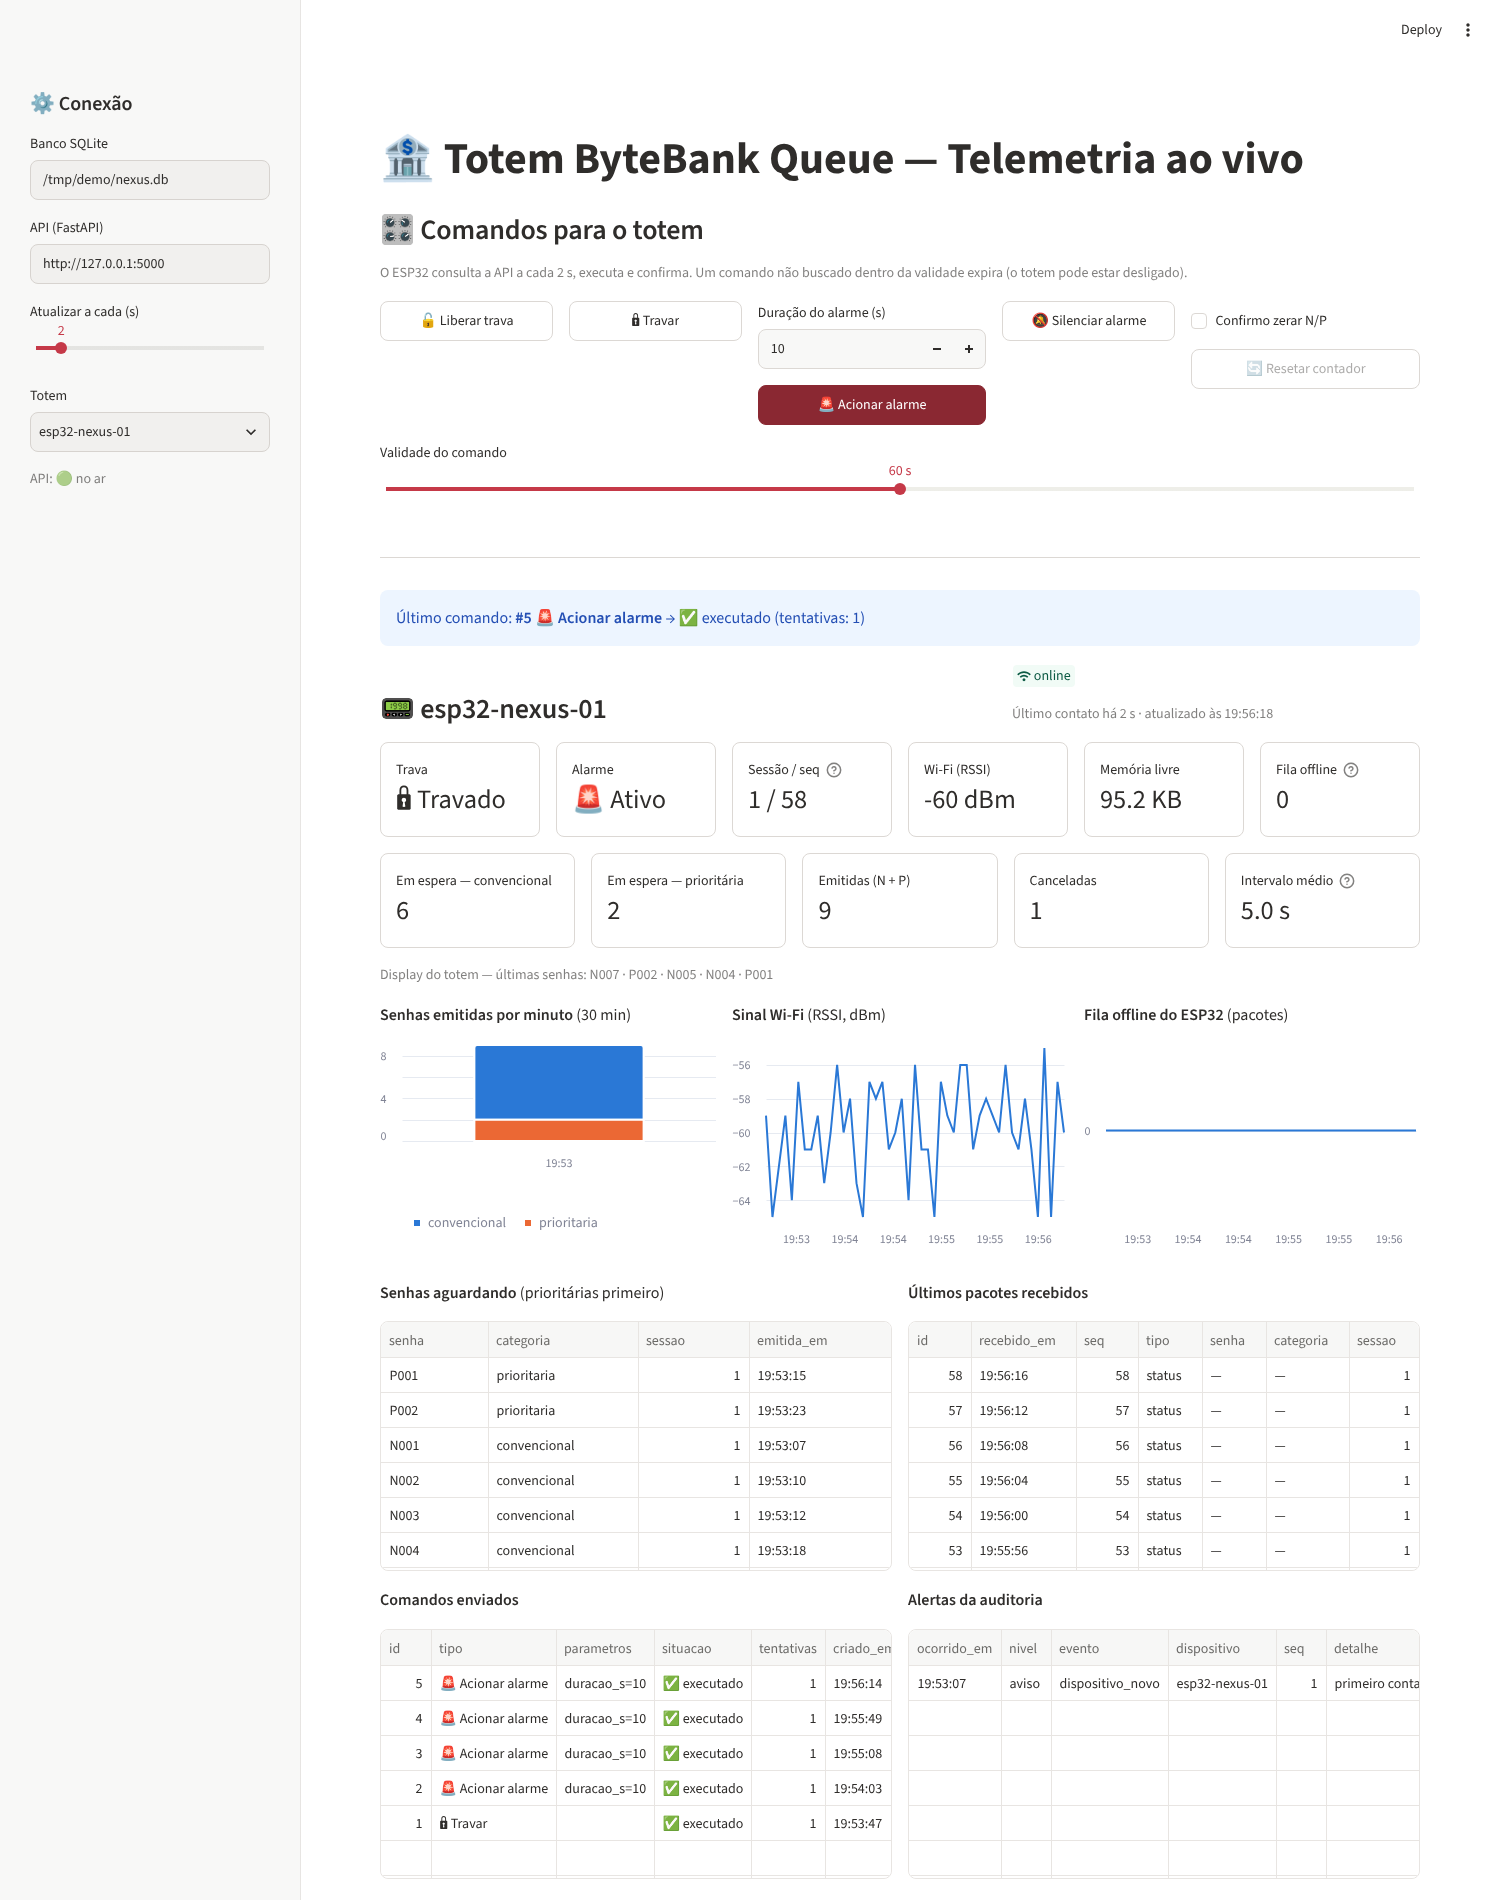 Deploy
Conexão
Banco SQLite
/tmp/demo/nexus.db
API (FastAPI)
http://127.0.0.1:5000
Atualizar a cada (s)
2
Totem
esp32-nexus-01
API: 🟢 no ar
🏦 Totem ByteBank Queue — Telemetria ao vivo
🎛️ Comandos para o totem
O ESP32 consulta a API a cada 2 s, executa e confirma. Um comando não buscado dentro da validade expira (o totem pode estar desligado).
🔓 Liberar trava
🔒 Travar
Duração do alarme (s)
10
🚨 Acionar alarme
🔕 Silenciar alarme
Confirmo zerar N/P
🔄 Resetar contador
Validade do comando
60 s
Último comando: #5 🚨 Acionar alarme → ✅ executado (tentativas: 1)
📟 esp32-nexus-01
online
Último contato há 2 s · atualizado às 19:56:18
Trava
🔒 Travado
Alarme
🚨 Ativo
Sessão / seq
1 / 58
Wi-Fi (RSSI)
-60 dBm
Memória livre
95.2 KB
Fila offline
0
Em espera — convencional
6
Em espera — prioritária
2
Emitidas (N + P)
9
Canceladas
1
Intervalo médio
5.0 s
Display do totem — últimas senhas: N007 · P002 · N005 · N004 · P001
Senhas emitidas por minuto (30 min)
8
4
0
19:53
convencional prioritaria
Sinal Wi-Fi (RSSI, dBm)
−56
−58
−60
−62
−64
19:53 19:54 19:54 19:55 19:55 19:56
Fila offline do ESP32 (pacotes)
0
19:53 19:54 19:54 19:55 19:55 19:56
Senhas aguardando (prioritárias primeiro)
senha categoria sessao emitida_em
P001 prioritaria 1 19:53:15
P002 prioritaria 1 19:53:23
N001 convencional 1 19:53:07
N002 convencional 1 19:53:10
N003 convencional 1 19:53:12
N004 convencional 1 19:53:18
Últimos pacotes recebidos
id recebido_em seq tipo senha categoria sessao
58 19:56:16 58 status — — 1
57 19:56:12 57 status — — 1
56 19:56:08 56 status — — 1
55 19:56:04 55 status — — 1
54 19:56:00 54 status — — 1
53 19:55:56 53 status — — 1
Comandos enviados
id tipo parametros situacao tentativas criado_em
5 🚨 Acionar alarme duracao_s=10 ✅ executado 1 19:56:14
4 🚨 Acionar alarme duracao_s=10 ✅ executado 1 19:55:49
3 🚨 Acionar alarme duracao_s=10 ✅ executado 1 19:55:08
2 🚨 Acionar alarme duracao_s=10 ✅ executado 1 19:54:03
1 🔒 Travar ✅ executado 1 19:53:47
Alertas da auditoria
ocorrido_em nivel evento dispositivo seq detalhe
19:53:07 aviso dispositivo_novo esp32-nexus-01 1 primeiro conta